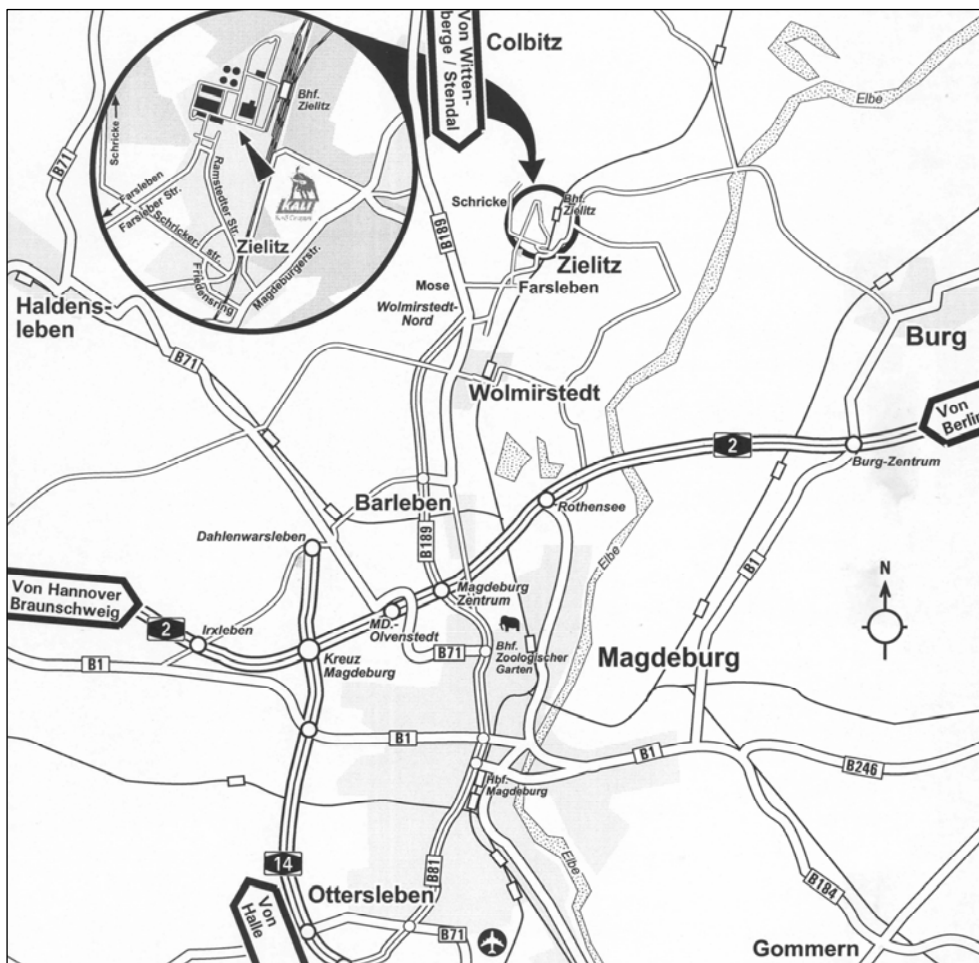 Von Witten-
berge / Stendal
Colbitz
Elbe
B71
Schricke
Bhf.
Zielitz
Farsleben
Farsleber Str.
Schricker-
str.
Ramstedter Str.
KALI
Zielitz
Friedensring
Magdeburgerstr.
B189
Schricke
Bhf.
Zielitz
Zielitz
Farsleben
Mose
Wolmirstedt-
Nord
Haldens-
leben
B71
Wolmirstedt
Burg
Von
Berlin
2
Burg-Zentrum
Barleben
Rothensee
Dahlenwarsleben
B189
Elbe
B1
N
Von Hannover
Braunschweig
2
Irxleben
Magdeburg
Zentrum
MD.-
Olvenstedt
B71
Bhf.
Zoologischer
Garten
Magdeburg
B1
Kreuz
Magdeburg
B1
B1
B246
Hbf.
Magdeburg
14
B81
Elbe
Ottersleben
B184
Von
Halle
B71
Gommern